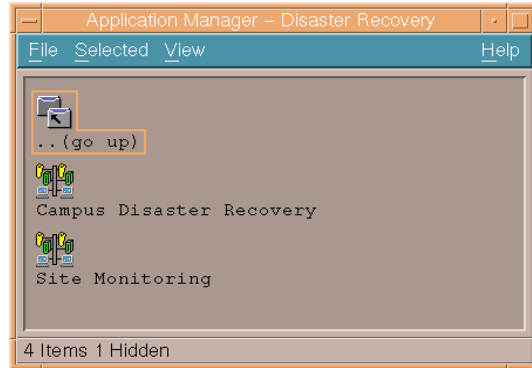 Application Manager – Disaster Recovery
File Selected View Help
..(go up)
Campus Disaster Recovery
Site Monitoring
4 Items 1 Hidden